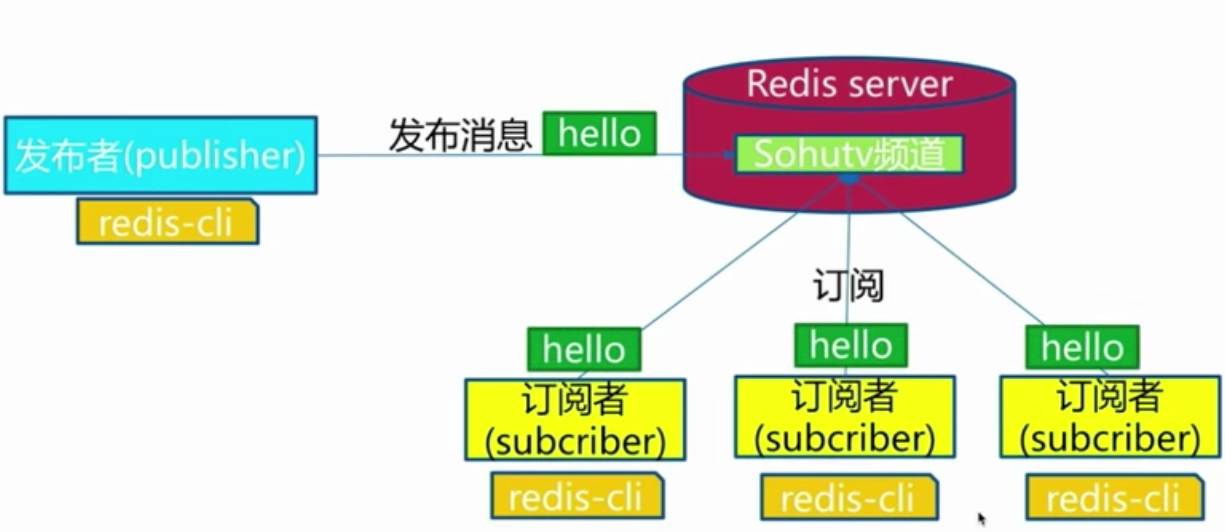 Redis server
发布者(publisher)
发布消息
hello
Sohutv频道
redis-cli
订阅
hello
hello
hello
订阅者
(subcriber)
订阅者
(subcriber)
订阅者
(subcriber)
redis-cli
redis-cli
redis-cli